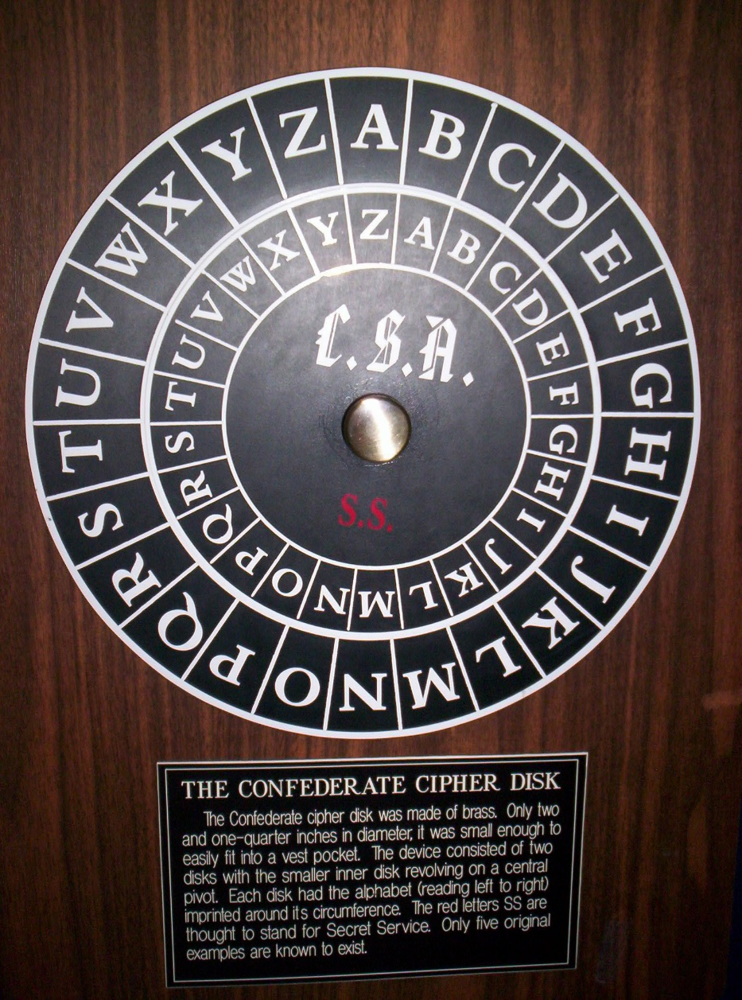 A B C D E F G H I J K L M N O P Q R S T U V W X Y Z
A B C D E F G H I J K L M N O P Q R S T U V W X Y Z
C.S.A.
S.S.
THE CONFEDERATE CIPHER DISK
The Confederate cipher disk was made of brass. Only two
and one-quarter inches in diameter, it was small enough to
easily fit into a vest pocket. The device consisted of two
disks with the smaller inner disk revolving on a central
pivot. Each disk had the alphabet (reading left to right)
imprinted around its circumference. The red letters SS are
thought to stand for Secret Service. Only five original
examples are known to exist.